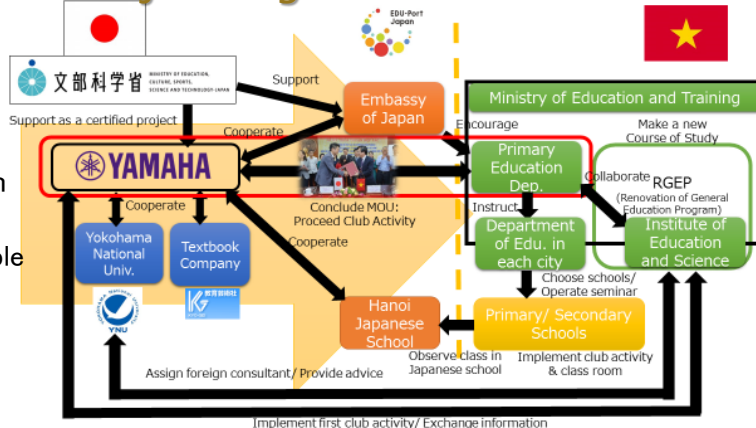 EDU-Port
Japan
文部科学省
MINISTRY OF EDUCATION,
CULTURE, SPORTS,
SCIENCE AND TECHNOLOGY-JAPAN
Support
Embassy
of Japan
Ministry of Education and Training
Support as a certified project
Cooperate
Encourage
Make a new
Course of Study
YAMAHA
Primary
Education
Dep.
Collaborate
RGEP
(Renovation of General
Education Program)
Conclude MOU:
Proceed Club Activity
Cooperate
Instruct
Yokohama
National
Univ.
Textbook
Company
Cooperate
Department
of Edu. in
each city
Institute of
Education
and Science
Choose schools/
Operate seminar
YNU
Hanoi
Japanese
School
Primary/ Secondary
Schools
Observe class in
Japanese school
Implement club activity
& class room
Assign foreign consultant/ Provide advice
Implement first club activity/ Exchange information